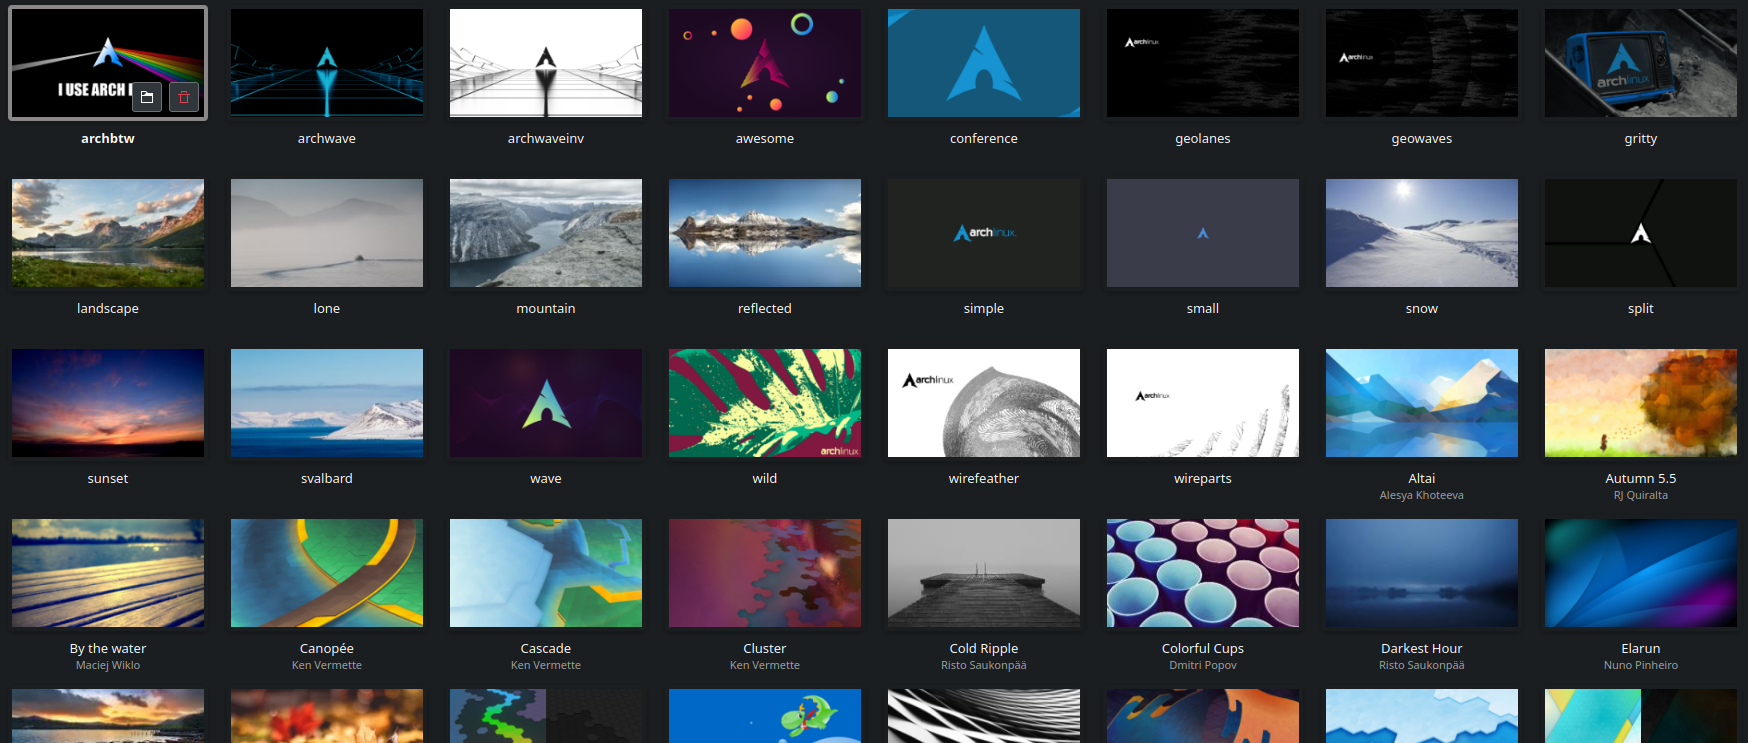 I USE ARCH
archbtw
archwave
archwaveinv
awesome
conference
archlinux
geolanes
archlinux
geowaves
archlinux
gritty
landscape
lone
mountain
reflected
archlinux
simple
small
snow
split
sunset
svalbard
wave
archlinux
wild
archlinux
wirefeather
archlinux
wireparts
Altai
Alesya Khoteeva
Autumn 5.5
RJ Quiralta
By the water
Maciej Wiklo
Canopée
Ken Vermette
Cascade
Ken Vermette
Cluster
Ken Vermette
Cold Ripple
Risto Saukonpää
Colorful Cups
Dmitri Popov
Darkest Hour
Risto Saukonpää
Elarun
Nuno Pinheiro